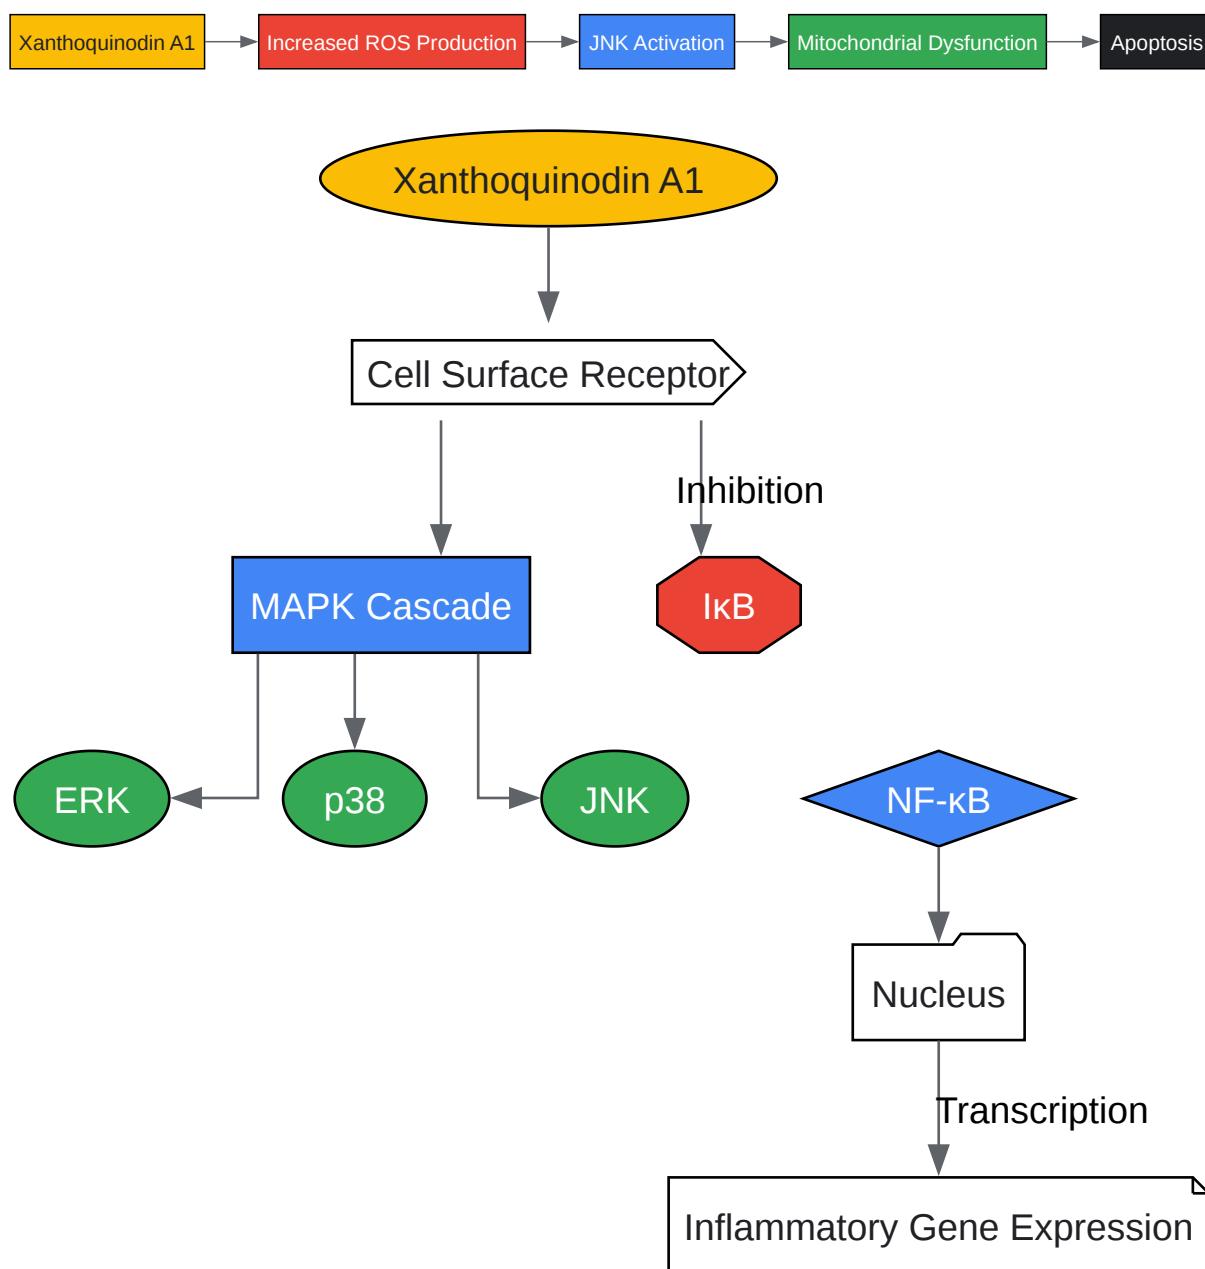 Xanthoquinodin A1
Increased ROS Production
JNK Activation
Mitochondrial Dysfunction
Apoptosis
Xanthoquinodin A1
Cell Surface Receptor
Inhibition
MAPK Cascade
IκB
ERK
p38
JNK
NF-κB
Nucleus
Transcription
Inflammatory Gene Expression